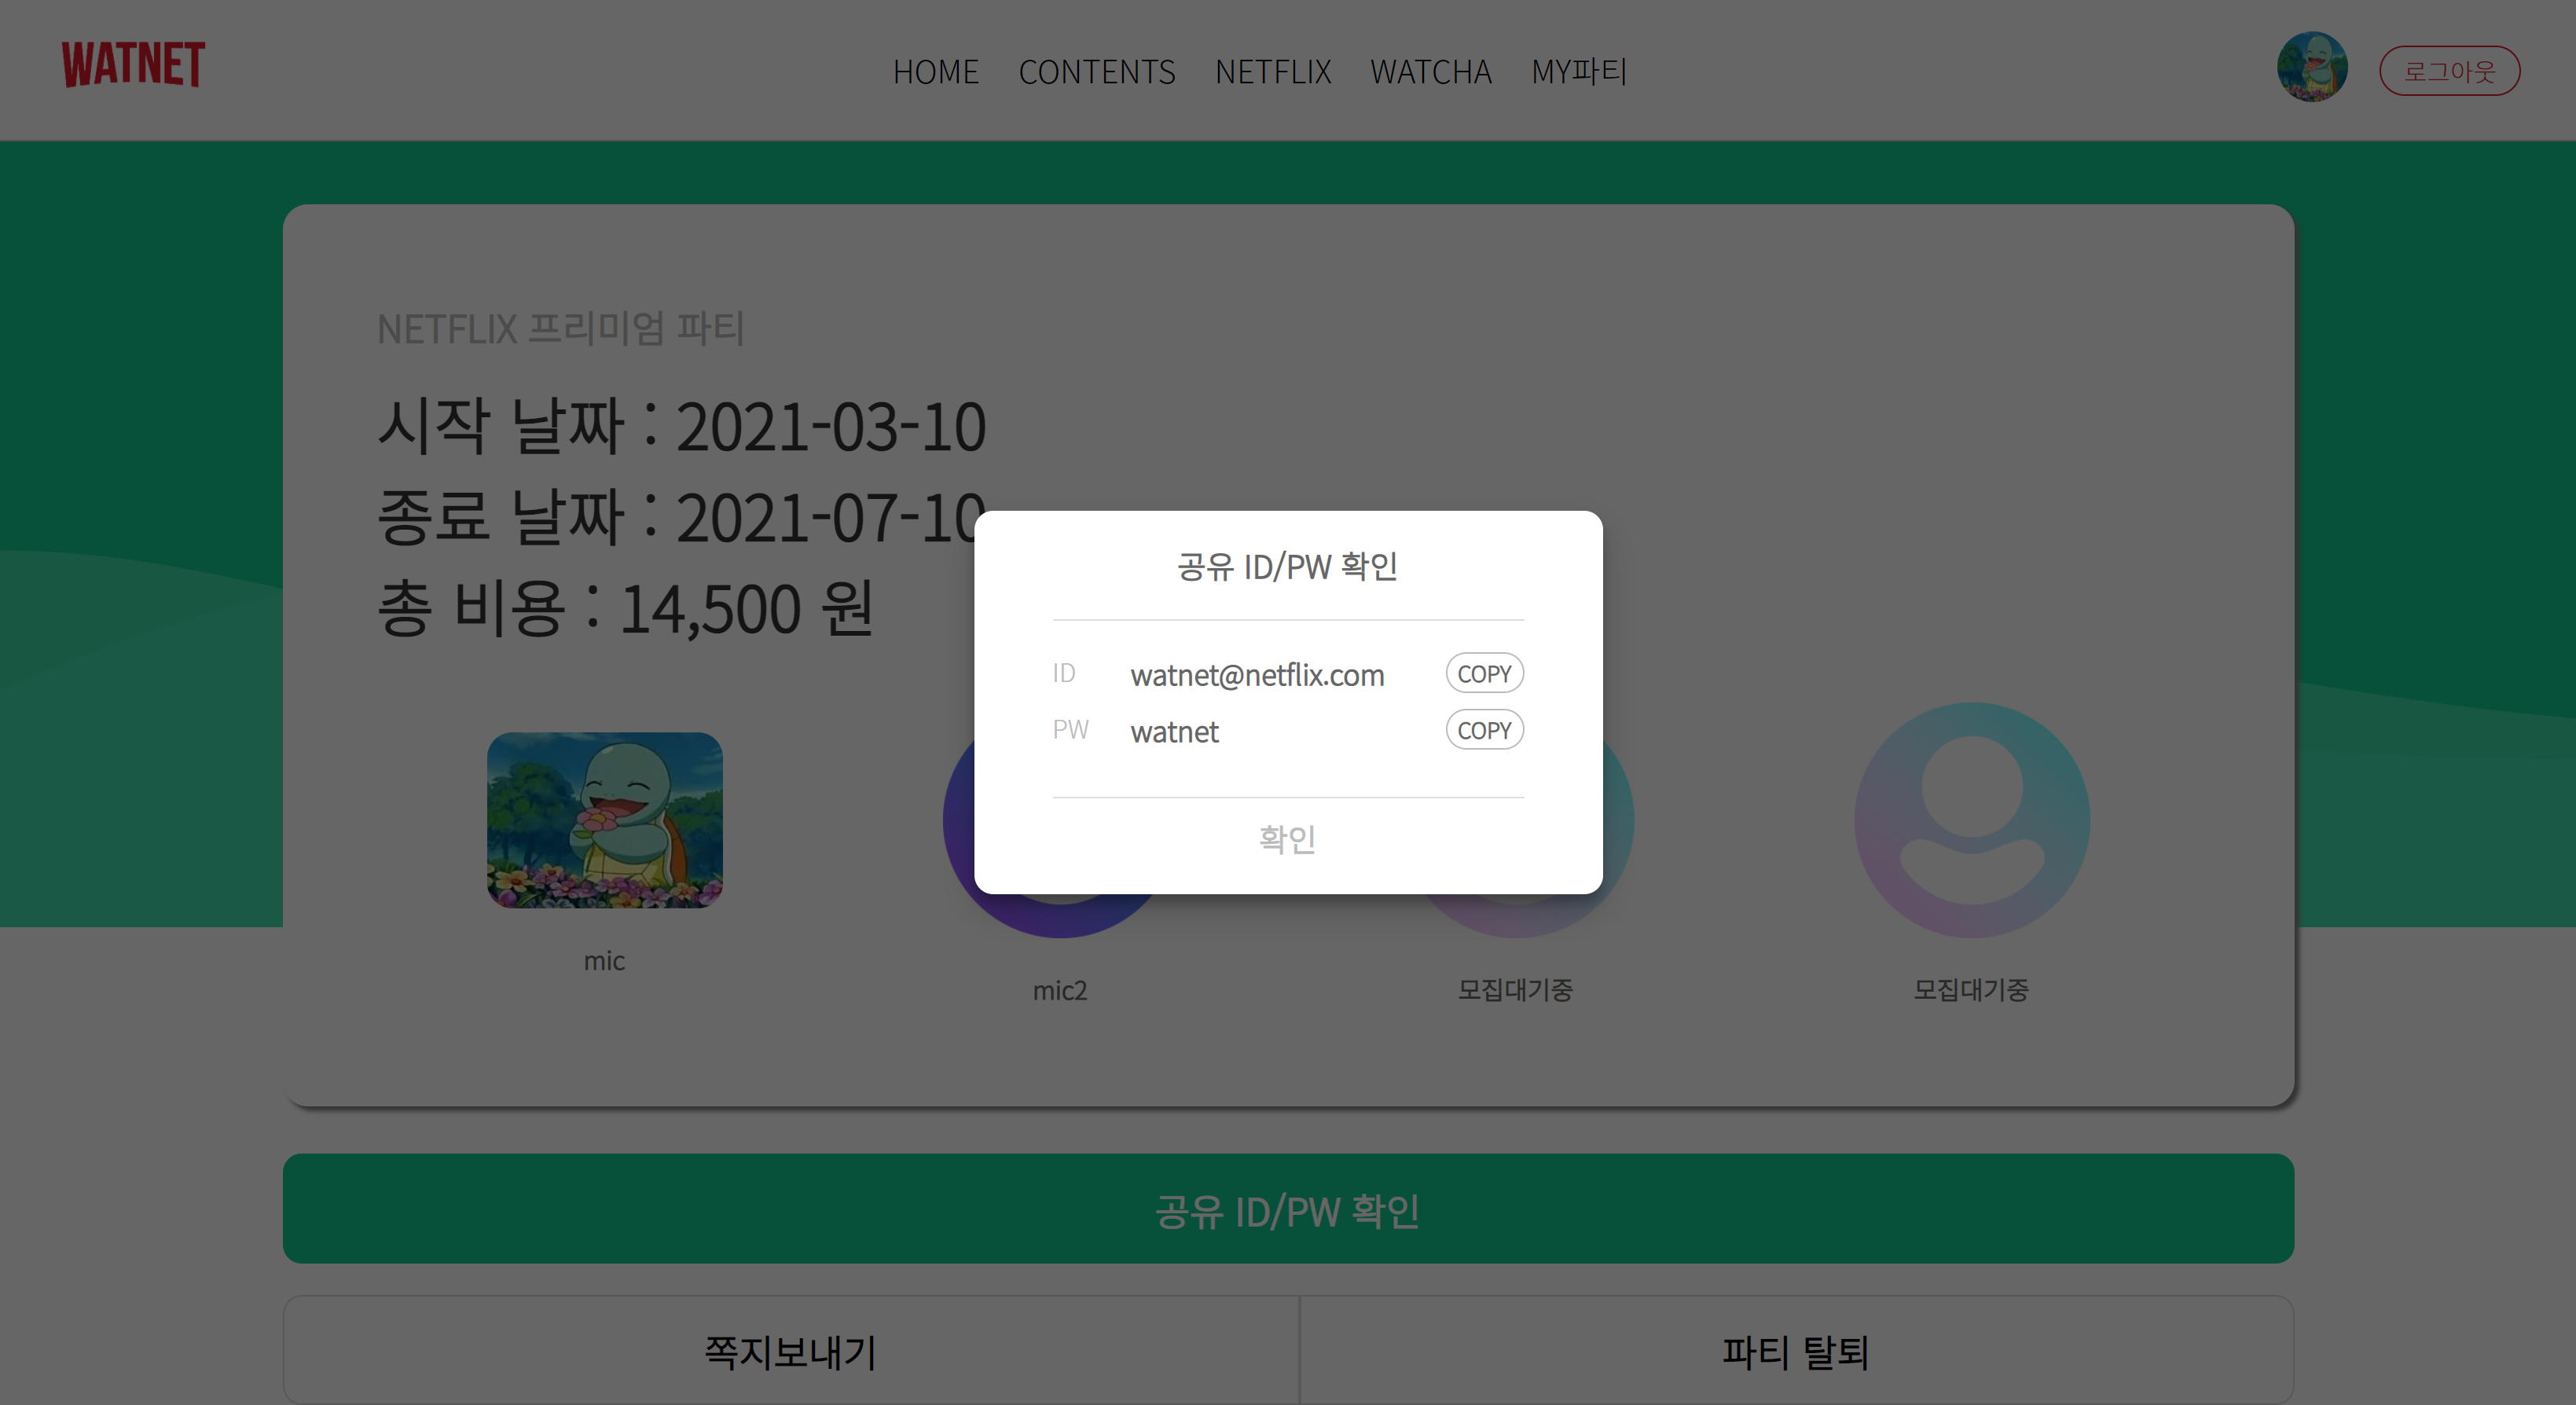 WATNET
HOME CONTENTS NETFLIX WATCHA MY파티
로그아웃
NETFLIX 프리미엄 파티
시작 날짜 : 2021-03-10
종료 날짜 : 2021-07-10
총 비용 : 14,500 원
공유 ID/PW 확인
ID watnet@netflix.com COPY
PW watnet COPY
확인
mic
mic2
모집대기중
모집대기중
공유 ID/PW 확인
쪽지보내기
파티 탈퇴